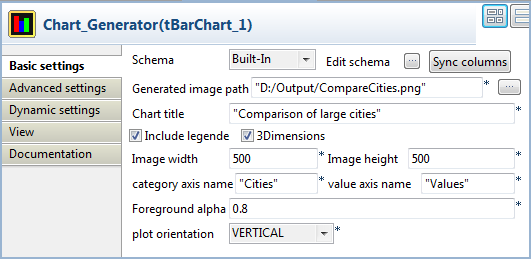 Chart_Generator(tBarChart_1)
Basic settings
Advanced settings
Dynamic settings
View
Documentation
Schema Built-In Edit schema ... Sync columns
Generated image path "D:/Output/CompareCities.png" * ...
Chart title "Comparison of large cities" *
Include legende 3Dimensions
Image width 500 * Image height 500 *
category axis name "Cities" * value axis name "Values" *
Foreground alpha 0.8 *
plot orientation VERTICAL *